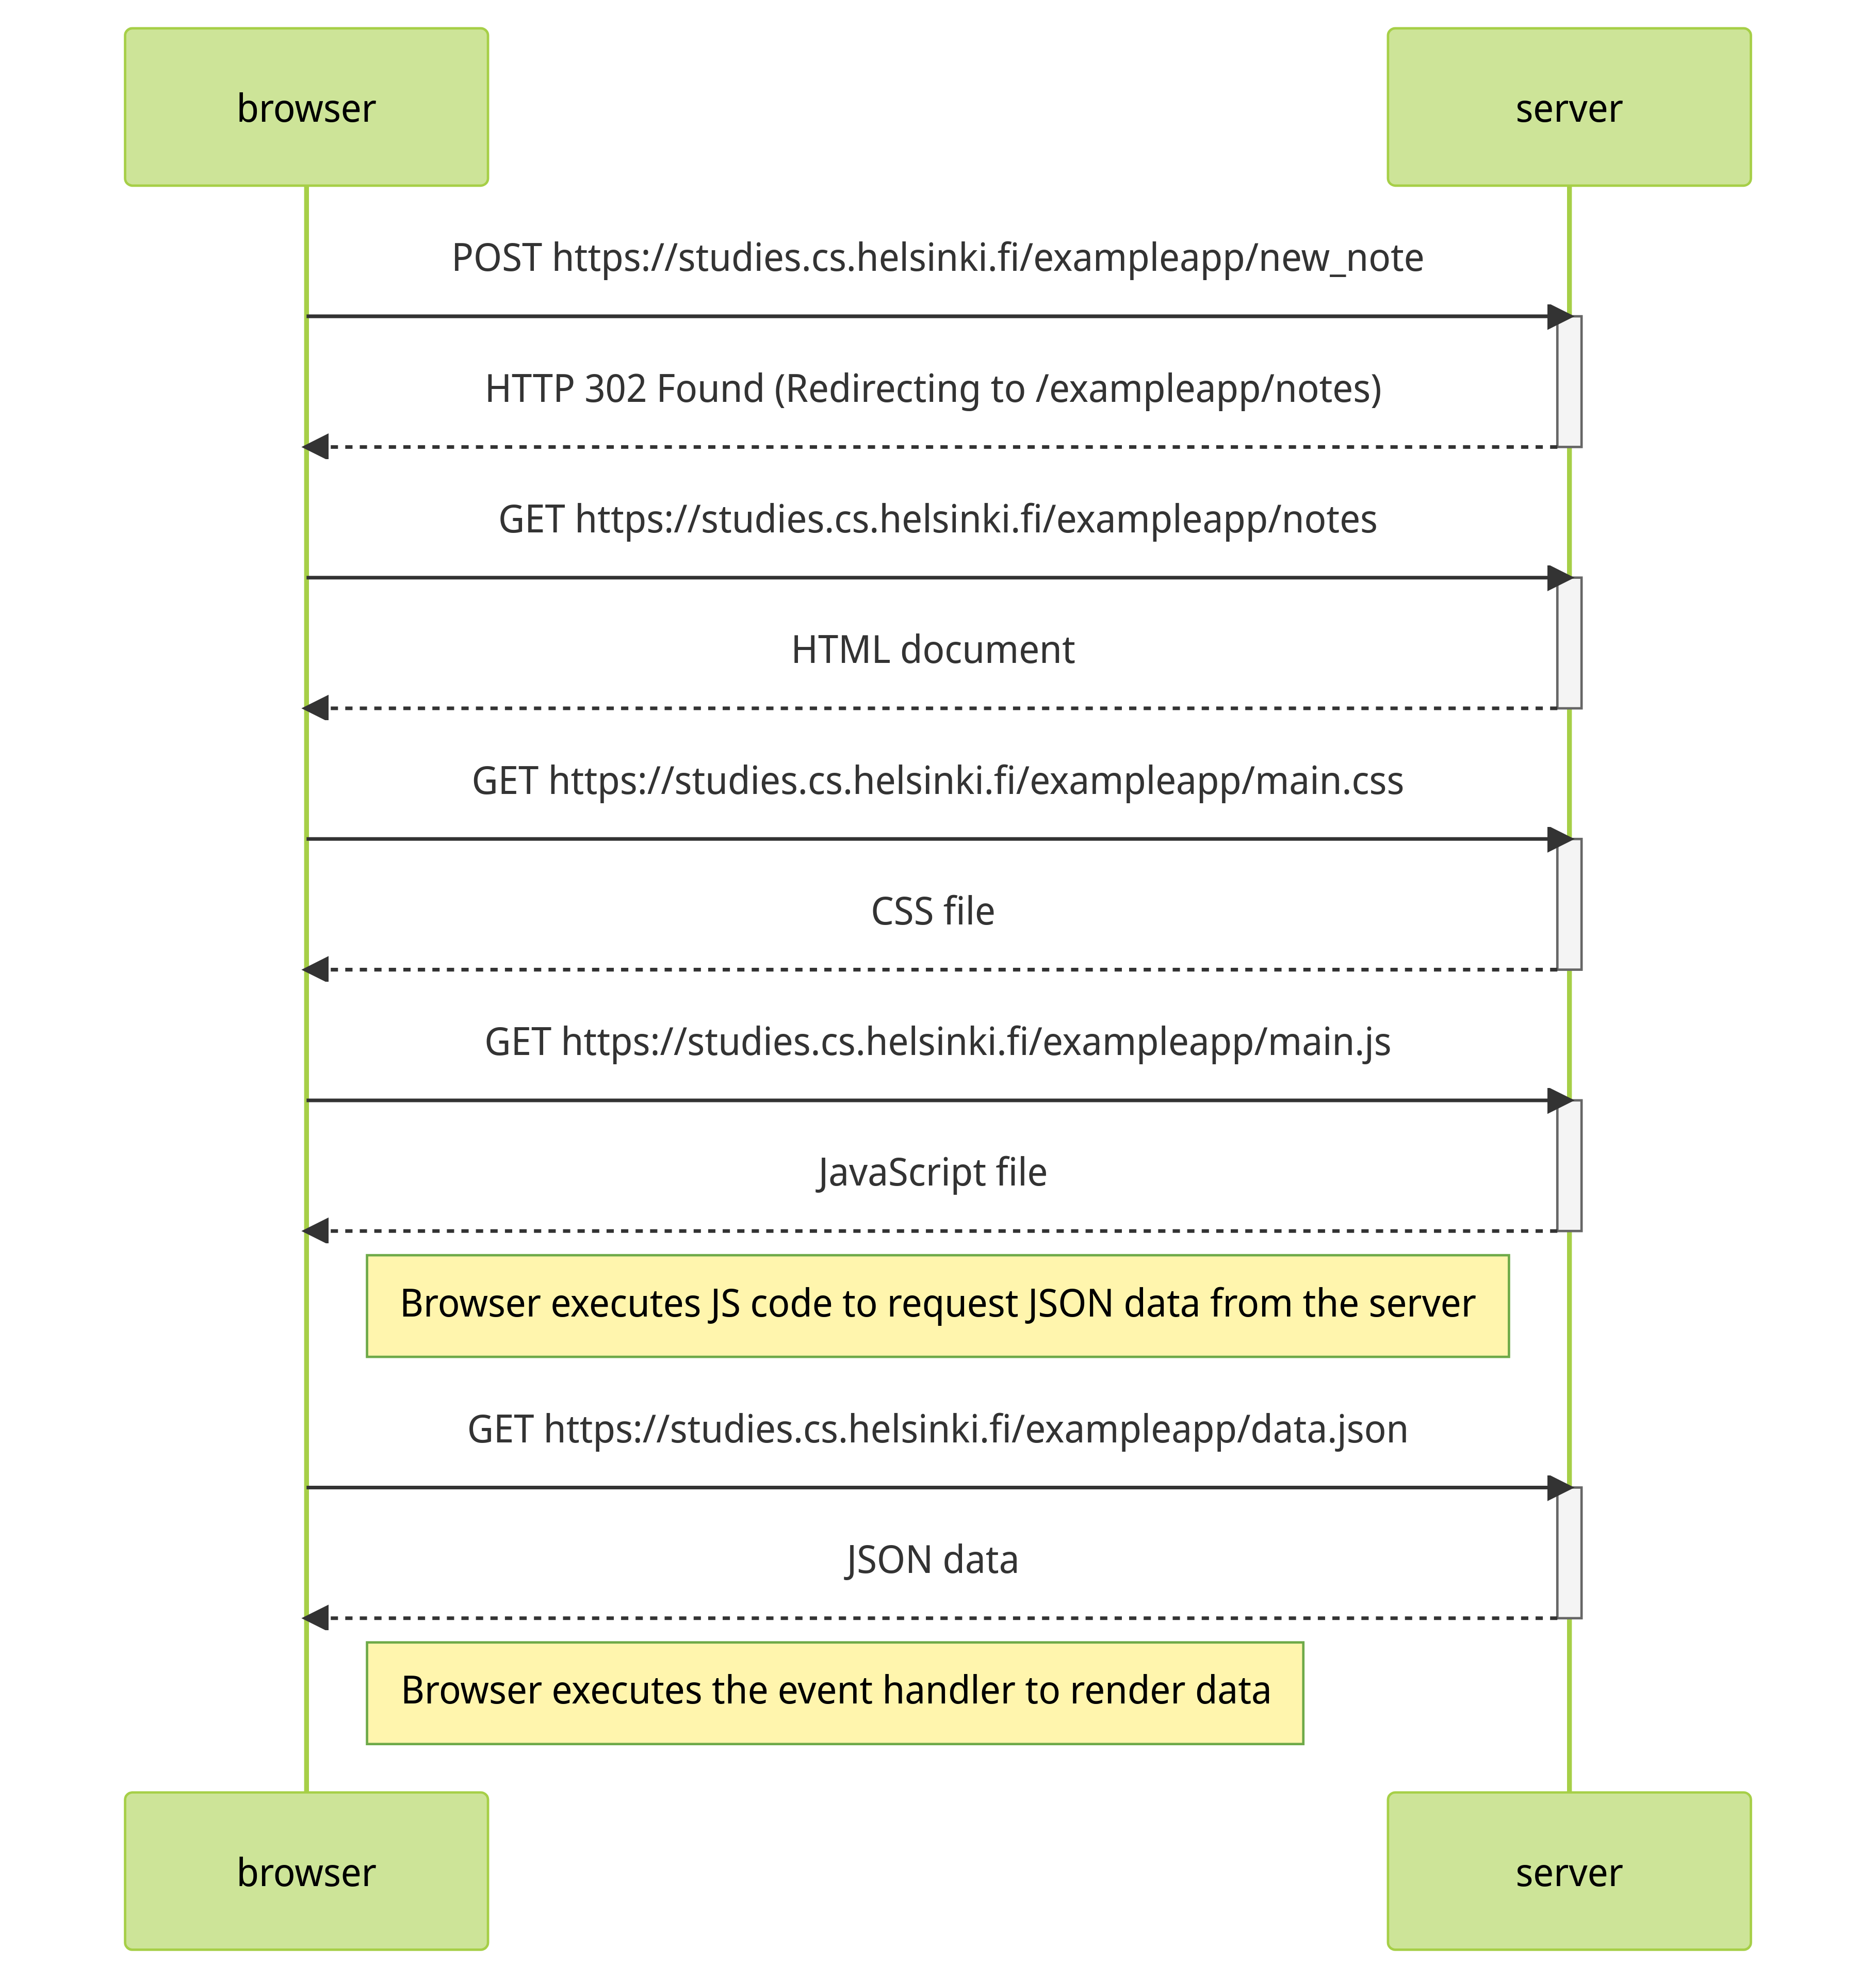 browser
server
POST https://studies.cs.helsinki.fi/exampleapp/new_note
HTTP 302 Found (Redirecting to /exampleapp/notes)
GET https://studies.cs.helsinki.fi/exampleapp/notes
HTML document
GET https://studies.cs.helsinki.fi/exampleapp/main.css
CSS file
GET https://studies.cs.helsinki.fi/exampleapp/main.js
JavaScript file
Browser executes JS code to request JSON data from the server
GET https://studies.cs.helsinki.fi/exampleapp/data.json
JSON data
Browser executes the event handler to render data
browser
server